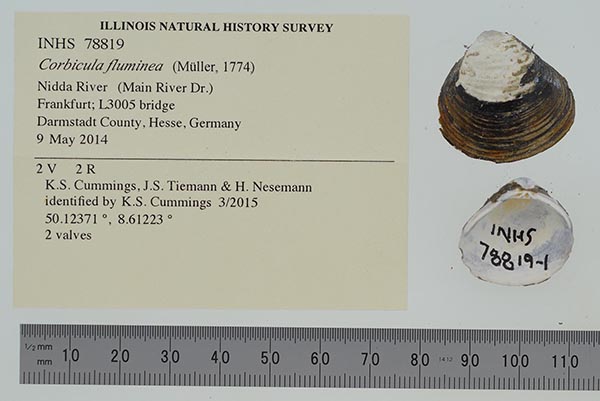 ILLINOIS NATURAL HISTORY SURVEY
INHS 78819
Corbicula fluminea (Müller, 1774)
Nidda River (Main River Dr.)
Frankfurt; L3005 bridge
Darmstadt County, Hesse, Germany
9 May 2014
2 V 2 R
K.S. Cummings, J.S. Tiemann & H. Nesemann
identified by K.S. Cummings 3/2015
50.12371 °, 8.61223 °
2 valves
INHS
78819-1
1/2 mm
mm 10 20 30 40 50 60 70 80 1412 90 100 110